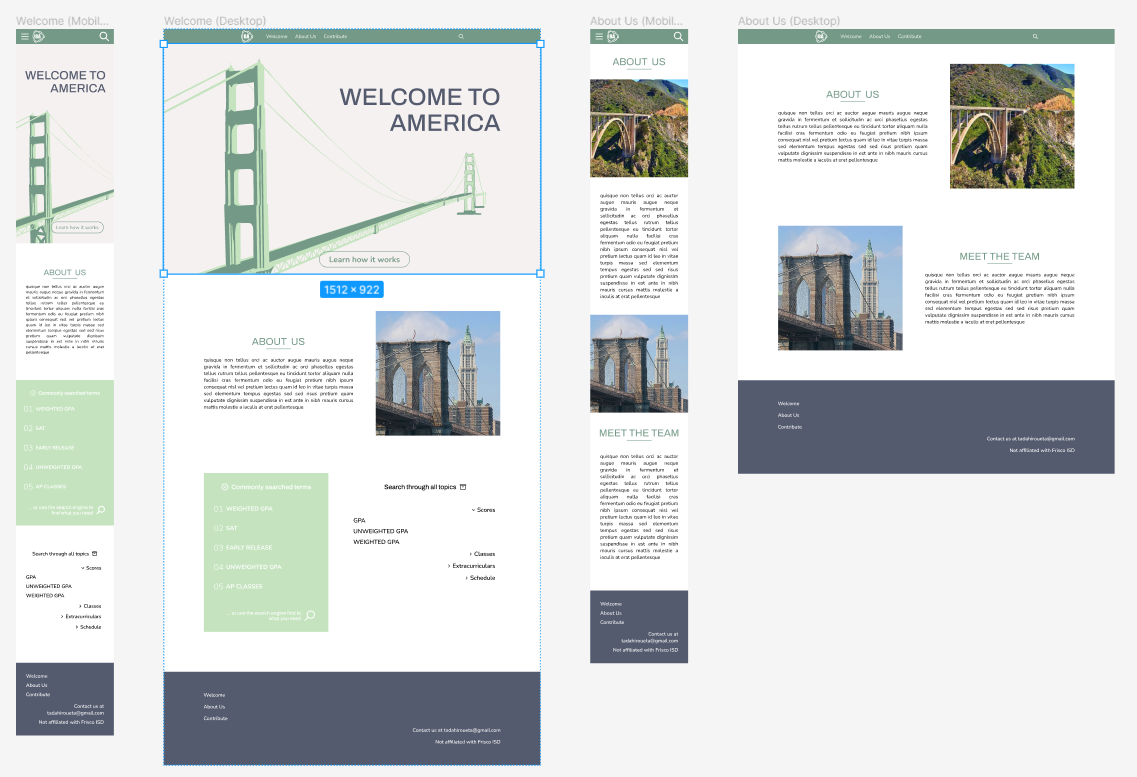 Welcome (Mobil...
WELCOME TO
AMERICA
Learn how it works
ABOUT US
quisque non tellus orci ac auctor
augue mauris augue neque gravida
in fermentum et sollicitudin ac orci
phasellus egestas tellus rutrum
tellus pellentesque eu tincidunt
tortor aliquam nulla facilisi cras
fermentum odio eu feugiat pretium
nibh ipsum consequat nisl vel
pretium lectus quam id leo in vitae
turpis massa sed elementum
tempus egestas sed sed risus
pretium quam vulputate dignissim
suspendisse in est ante in nibh
mauris cursus mattis molestie a
iaculis at erat pellentesque
Commonly searched terms
01 WEIGHTED GPA
02 SAT
03 EARLY RELEASE
04 UNWEIGHTED GPA
05 AP CLASSES
... or use the search engine to
find what you need
Search through all topics
Scores
GPA
UNWEIGHTED GPA
WEIGHTED GPA
Classes
Extracurriculars
Schedule
Welcome
About Us
Contribute
Contact us at
tadahirouata@gmail.com
Not affiliated with Frisco ISD
Welcome (Desktop)
Welcome About Us Contribute
WELCOME TO
AMERICA
Learn how it works
1512 × 922
ABOUT US
quisque non tellus orci ac auctor augue mauris augue neque
gravida in fermentum et sollicitudin ac orci phasellus egestas
tellus rutrum tellus pellentesque eu tincidunt tortor aliquam nulla
facilisi cras fermentum odio eu feugiat pretium nibh ipsum
consequat nisl vel pretium lectus quam id leo in vitae turpis massa
sed elementum tempus egestas sed sed risus pretium quam
vulputate dignissim suspendisse in est ante in nibh mauris cursus
mattis molestie a iaculis at erat pellentesque
Commonly searched terms
01 WEIGHTED GPA
02 SAT
03 EARLY RELEASE
04 UNWEIGHTED GPA
05 AP CLASSES
... or use the search engine to find
what you need
Search through all topics
Scores
GPA
UNWEIGHTED GPA
WEIGHTED GPA
Classes
Extracurriculars
Schedule
Welcome
About Us
Contribute
Contact us at tadahirouata@gmail.com
Not affiliated with Frisco ISD
About Us (Mobil...
ABOUT US
quisque non tellus orci ac auctor
augue mauris augue neque
gravida in fermentum et
sollicitudin ac orci phasellus
egestas tellus rutrum tellus
pellentesque eu tincidunt tortor
aliquam nulla facilisi cras
fermentum odio eu feugiat pretium
nibh ipsum consequat nisl vel
pretium lectus quam id leo in vitae
turpis massa sed elementum
tempus egestas sed sed risus
pretium quam vulputate dignissim
suspendisse in est ante in nibh
mauris cursus mattis molestie a
iaculis at erat pellentesque
MEET THE TEAM
quisque non tellus orci ac auctor
augue mauris augue neque
gravida in fermentum et
sollicitudin ac orci phasellus
egestas tellus rutrum tellus
pellentesque eu tincidunt tortor
aliquam nulla facilisi cras
fermentum odio eu feugiat pretium
nibh ipsum consequat nisl vel
pretium lectus quam id leo in vitae
turpis massa sed elementum
tempus egestas sed sed risus
pretium quam vulputate dignissim
suspendisse in est ante in nibh
mauris cursus mattis molestie a
iaculis at erat pellentesque
Welcome
About Us
Contribute
Contact us at
tadahirouata@gmail.com
Not affiliated with Frisco ISD
About Us (Desktop)
Welcome About Us Contribute
ABOUT US
quisque non tellus orci ac auctor augue mauris augue neque
gravida in fermentum et sollicitudin ac orci phasellus egestas
tellus rutrum tellus pellentesque eu tincidunt tortor aliquam nulla
facilisi cras fermentum odio eu feugiat pretium nibh ipsum
consequat nisl vel pretium lectus quam id leo in vitae turpis massa
sed elementum tempus egestas sed sed risus pretium quam
vulputate dignissim suspendisse in est ante in nibh mauris cursus
mattis molestie a iaculis at erat pellentesque
MEET THE TEAM
quisque non tellus orci ac auctor augue mauris augue neque
gravida in fermentum et sollicitudin ac orci phasellus egestas
tellus rutrum tellus pellentesque eu tincidunt tortor aliquam nulla
facilisi cras fermentum odio eu feugiat pretium nibh ipsum
consequat nisl vel pretium lectus quam id leo in vitae turpis massa
sed elementum tempus egestas sed sed risus pretium quam
vulputate dignissim suspendisse in est ante in nibh mauris cursus
mattis molestie a iaculis at erat pellentesque
Welcome
About Us
Contribute
Contact us at tadahirouata@gmail.com
Not affiliated with Frisco ISD